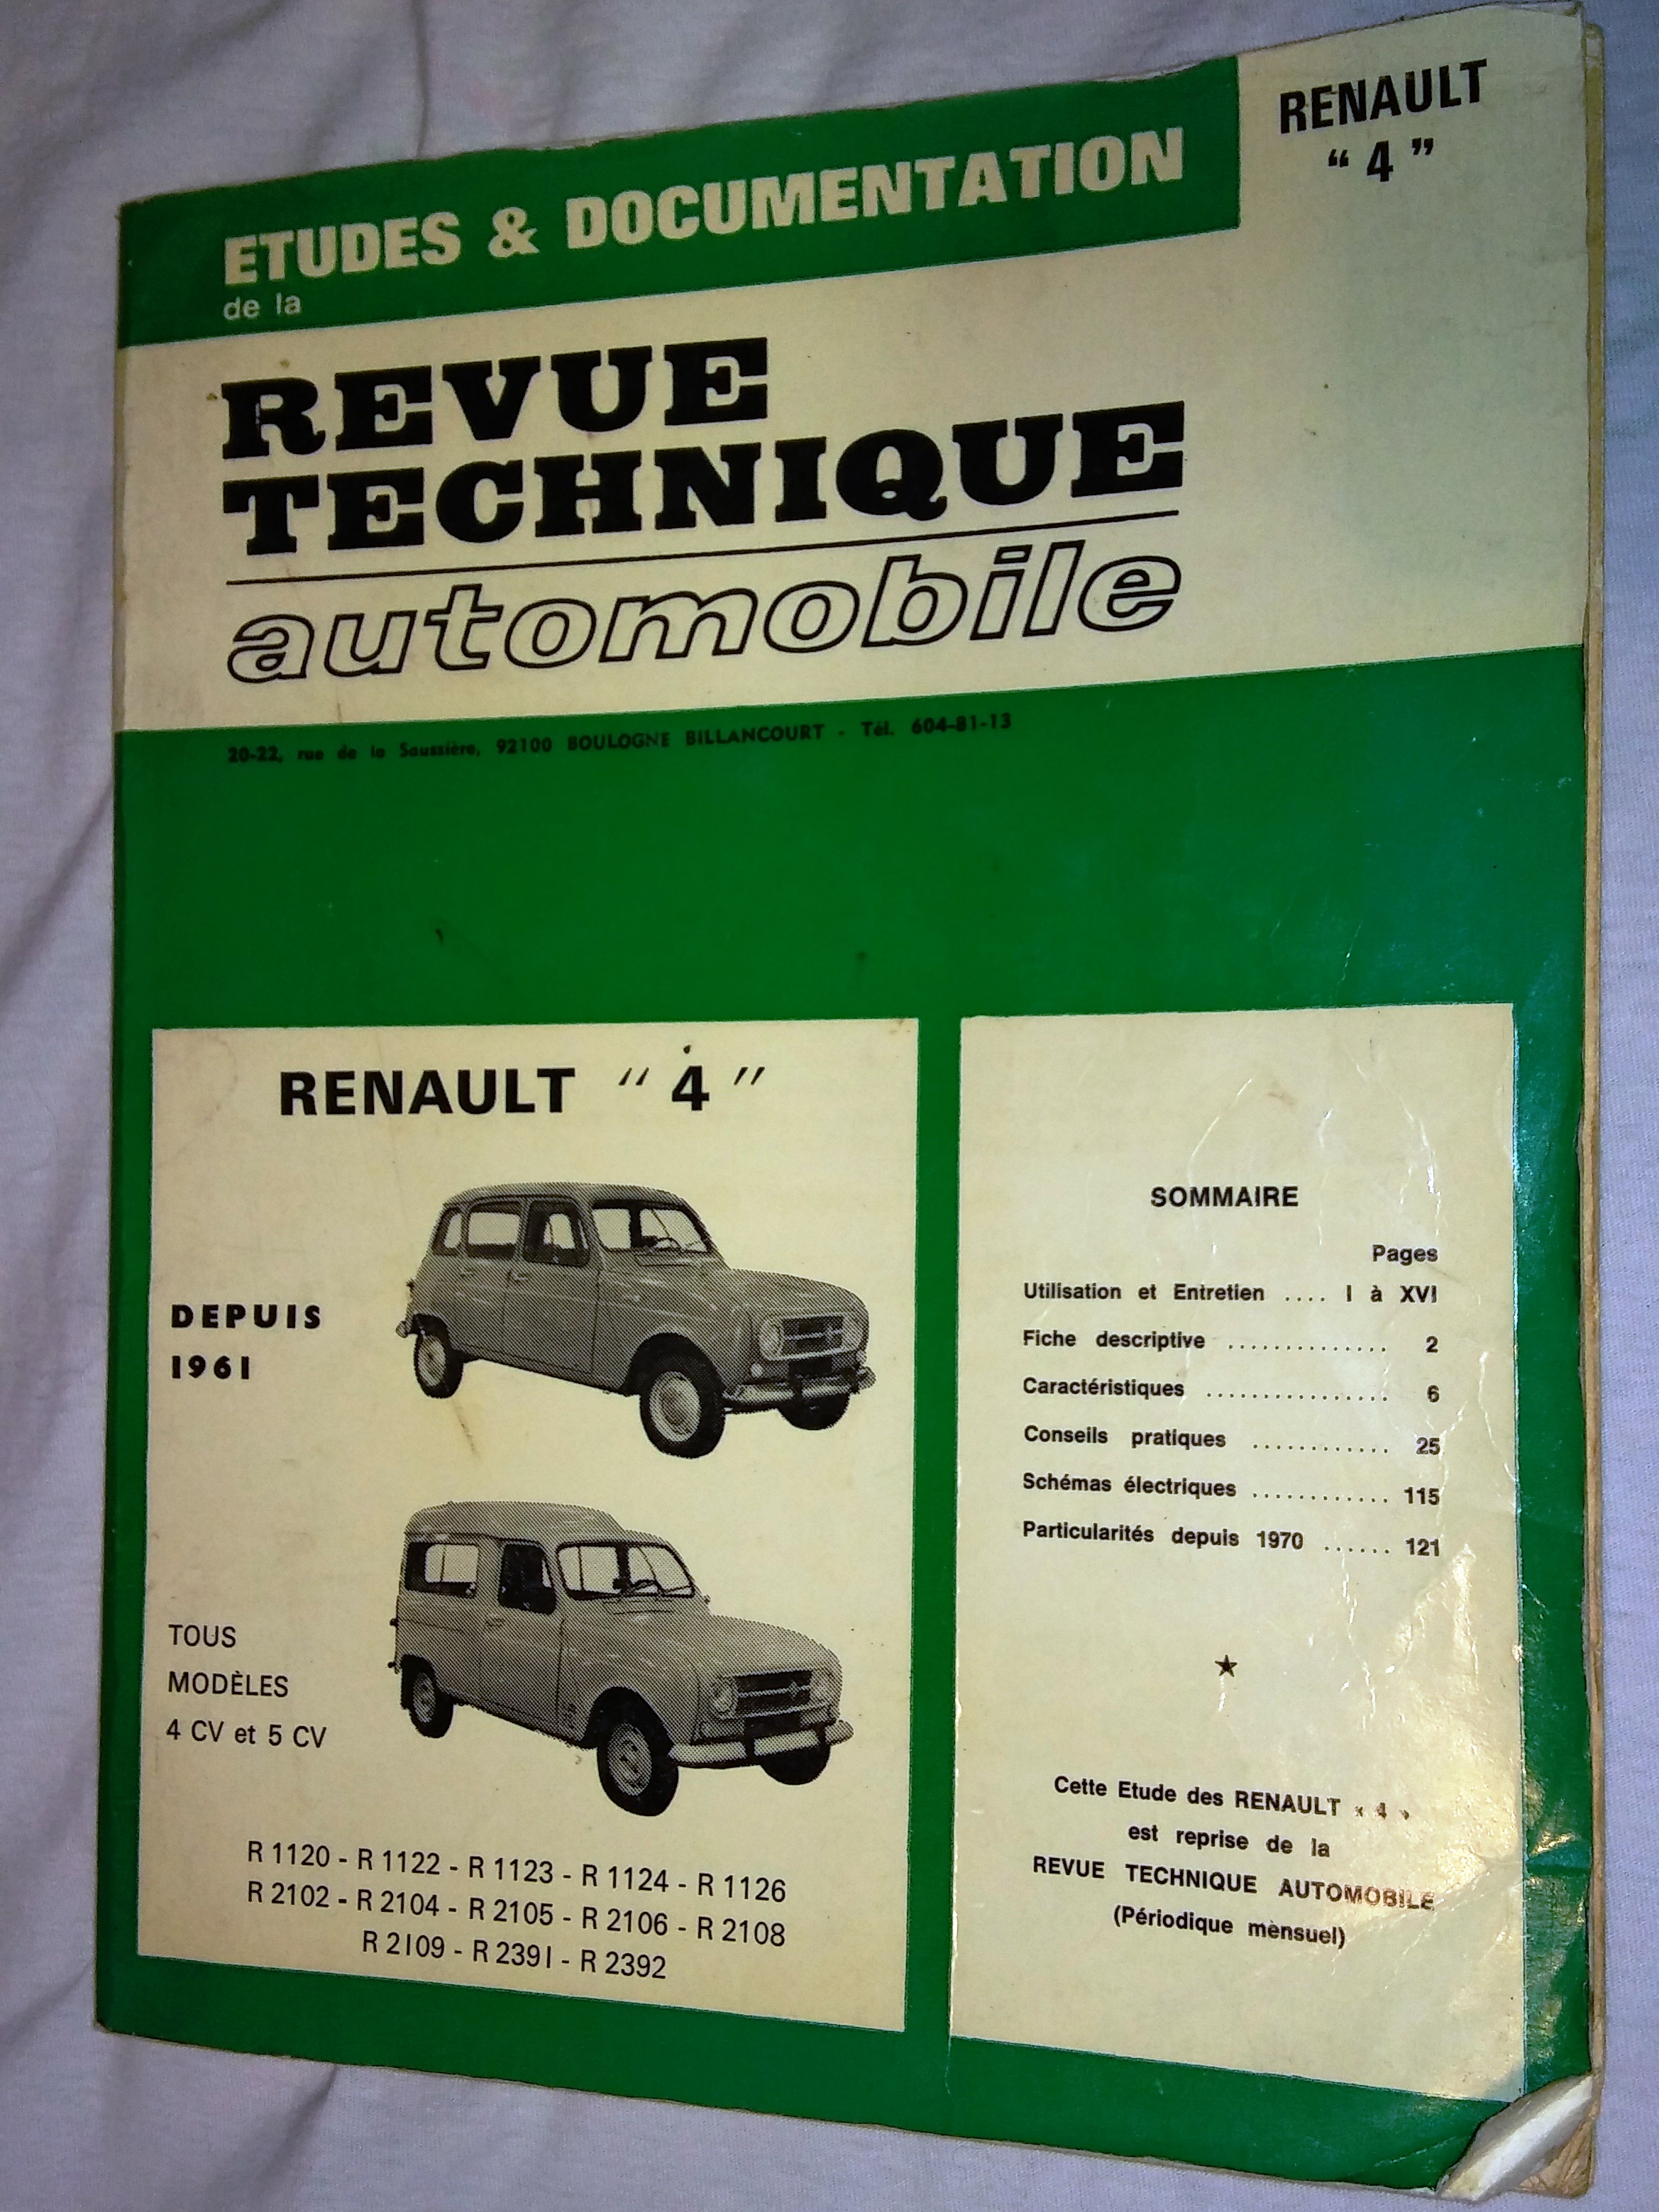 ETUDES & DOCUMENTATION
de la
RENAULT
“ 4 ”
REVUE
TECHNIQUE
automobile
20-22, rue de la Saussière, 92100 BOULOGNE BILLANCOURT - Tél. 604-81-13
RENAULT “ 4 ”
DEPUIS
1961
TOUS
MODÈLES
4 CV et 5 CV
R 1120 - R 1122 - R 1123 - R 1124 - R 1126
R 2102 - R 2104 - R 2105 - R 2106 - R 2108
R 2109 - R 2391 - R 2392
SOMMAIRE
Pages
Utilisation et Entretien .... I à XVI
Fiche descriptive .............. 2
Caractéristiques ................ 6
Conseils pratiques ............ 25
Schémas électriques ............ 115
Particularités depuis 1970 ...... 121
Cette Etude des RENAULT « 4 »
est reprise de la
REVUE TECHNIQUE AUTOMOBILE
(Périodique mensuel)